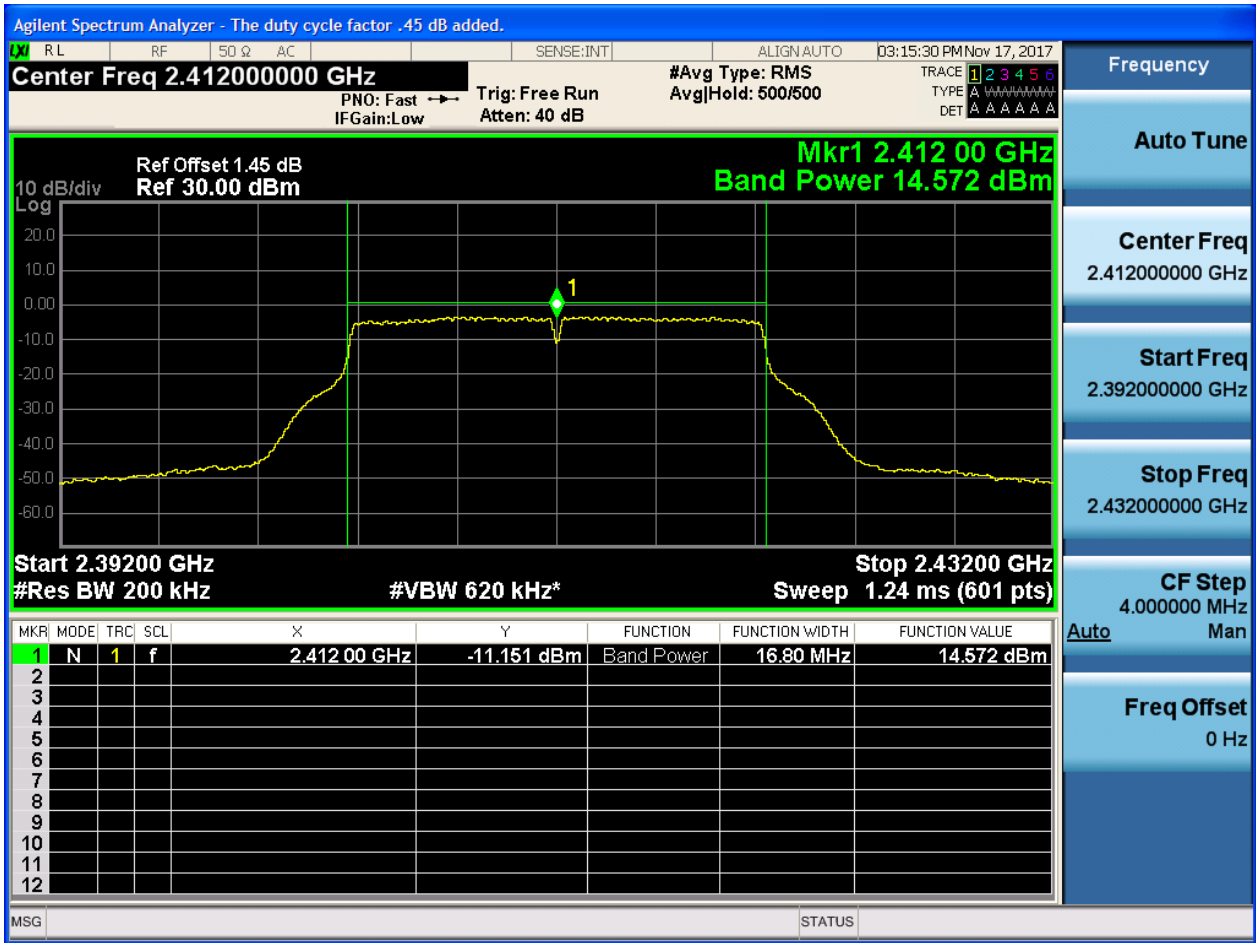 Agilent Spectrum Analyzer - The duty cycle factor .45 dB added.
LXI RL RF 50 Ω AC SENSE:INT ALIGNAUTO 03:15:30 PM Nov 17, 2017
Center Freq 2.412000000 GHz
PNO: Fast
IFGain:Low
Trig: Free Run
Atten: 40 dB
#Avg Type: RMS
Avg|Hold: 500/500
TRACE 1 2 3 4 5 6
TYPE A WWWWW
DET A A A A A A
Ref Offset 1.45 dB
10 dB/div Ref 30.00 dBm
Log
Mkr1 2.412 00 GHz
Band Power 14.572 dBm
20.0
10.0
0.00
-10.0
-20.0
-30.0
-40.0
-50.0
-60.0
1
Start 2.39200 GHz Stop 2.43200 GHz
#Res BW 200 kHz #VBW 620 kHz* Sweep 1.24 ms (601 pts)
MKR MODE TRC SCL X Y FUNCTION FUNCTION WIDTH FUNCTION VALUE
1 N 1 f 2.412 00 GHz -11.151 dBm Band Power 16.80 MHz 14.572 dBm
2
3
4
5
6
7
8
9
10
11
12
MSG STATUS
Frequency
Auto Tune
Center Freq
2.412000000 GHz
Start Freq
2.392000000 GHz
Stop Freq
2.432000000 GHz
CF Step
4.000000 MHz
Auto Man
Freq Offset
0 Hz